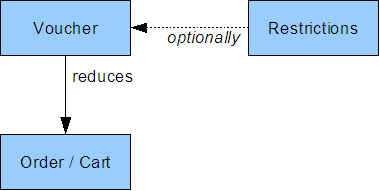 Voucher
Restrictions
optionally
reduces
Order / Cart